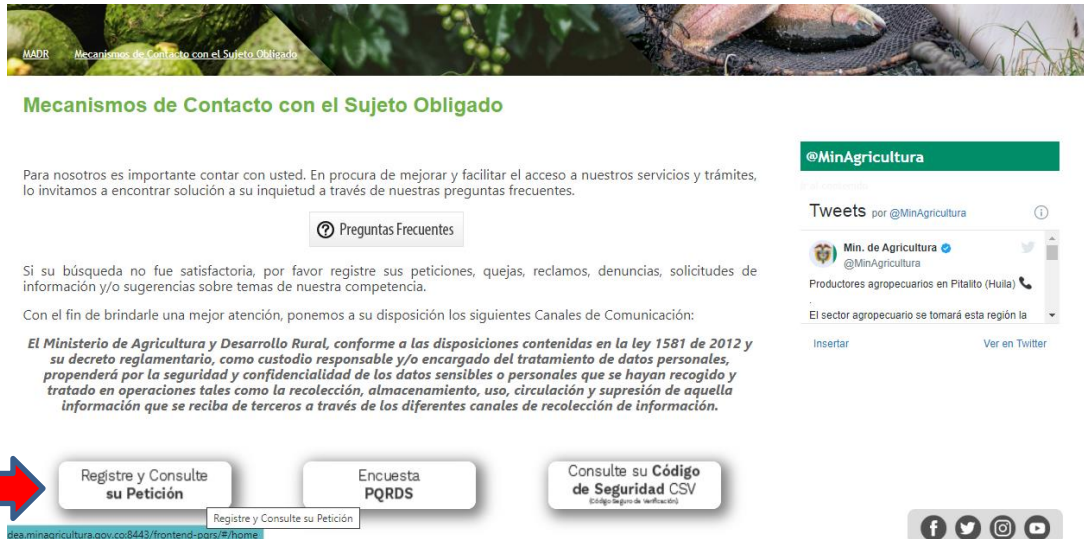 MADR Mecanismos de Contacto con el Sujeto Obligado
Mecanismos de Contacto con el Sujeto Obligado
Para nosotros es importante contar con usted. En procura de mejorar y facilitar el acceso a nuestros servicios y trámites,
lo invitamos a encontrar solución a su inquietud a través de nuestras preguntas frecuentes.
Preguntas Frecuentes
Si su búsqueda no fue satisfactoria, por favor registre sus peticiones, quejas, reclamos, denuncias, solicitudes de
información y/o sugerencias sobre temas de nuestra competencia.
Con el fin de brindarle una mejor atención, ponemos a su disposición los siguientes Canales de Comunicación:
El Ministerio de Agricultura y Desarrollo Rural, conforme a las disposiciones contenidas en la ley 1581 de 2012 y
su decreto reglamentario, como custodio responsable y/o encargado del tratamiento de datos personales,
propenderá por la seguridad y confidencialidad de los datos sensibles o personales que se hayan recogido y
tratado en operaciones tales como la recolección, almacenamiento, uso, circulación y supresión de aquella
información que se reciba de terceros a través de los diferentes canales de recolección de información.
Registre y Consulte
su Petición
Encuesta
PQRDS
Consulte su Código
de Seguridad CSV
(Código Seguro de Verificación)
Registre y Consulte su Petición
dea.minagricultura.gov.co:8443/frontend-pqrs/#/home
@MinAgricultura
Tweets por @MinAgricultura
Min. de Agricultura
@MinAgricultura
Productores agropecuarios en Pitalito (Huila) 📞
.
El sector agropecuario se tomará esta región la
Insertar Ver en Twitter